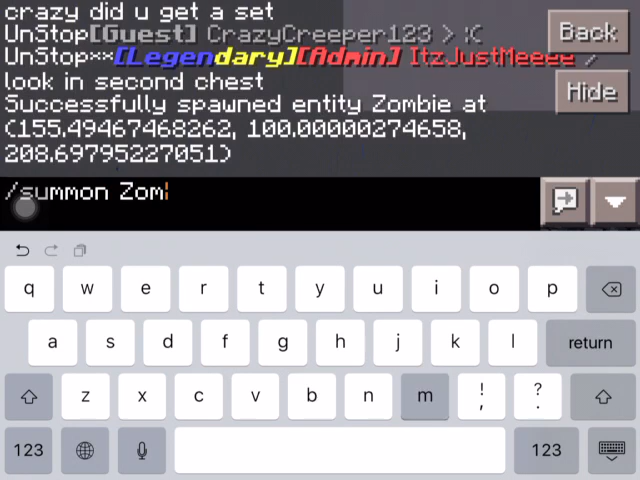 crazy did u get a set
UnStop[Guest] CrazyCreeper123 > ;C
Back
UnStop**[Legendary][Admin] ItzJustMeeee >
look in second chest
Hide
Successfully spawned entity Zombie at
(155.49467468262, 100.00000274658,
208.69795227051)
/summon Zom
q w e r t y u i o p
a s d f g h j k l return
z x c v b n m ! , ? .
123 123